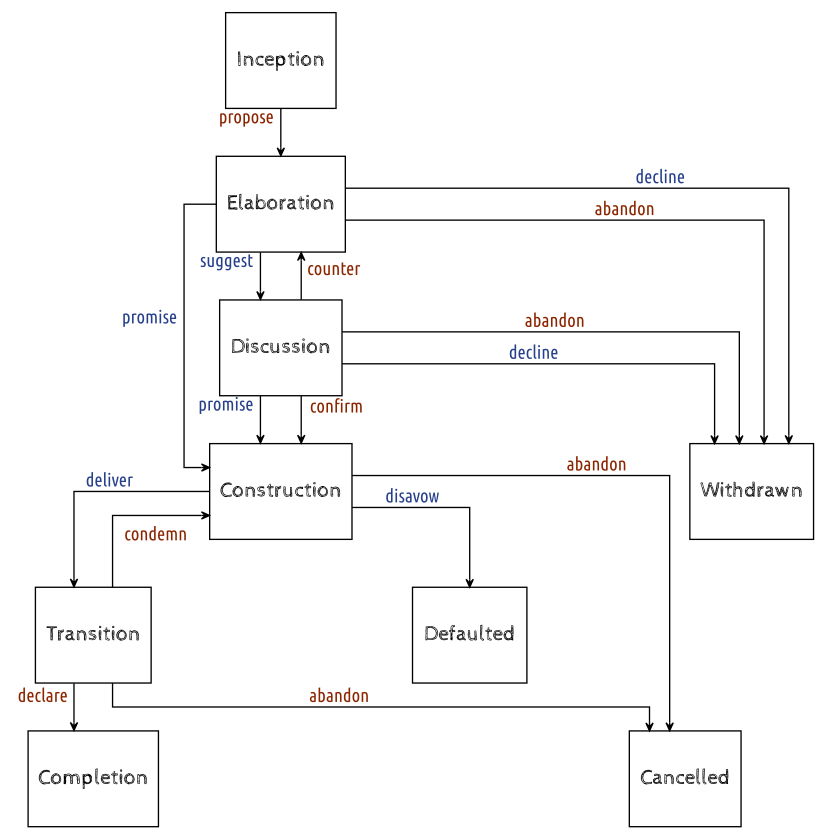 Inception
propose
decline
Elaboration
abandon
suggest
counter
promise
abandon
Discussion
decline
promise
confirm
abandon
deliver
Construction
disavow
Withdrawn
condemn
Transition
Defaulted
declare
abandon
Completion
Cancelled